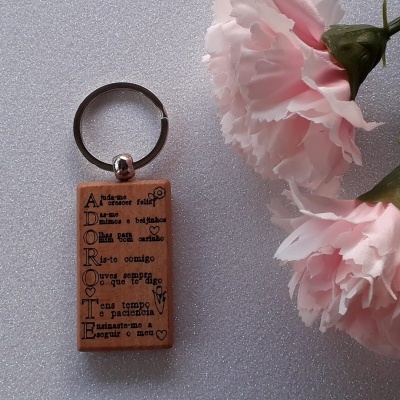 Ajuda-me
a crescer feliz
Das-me
mimos e beijinhos
Olhas para
mim com carinho
Ris-te comigo
Ouves sempre
o que te digo
Tens tempo
e paciência
Ensinaste-me a
seguir o meu